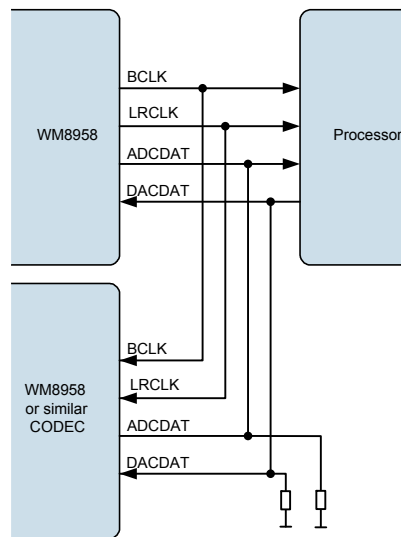 BCLK
LRCLK
WM8958
Processor
ADCDAT
DACDAT
BCLK
LRCLK
WM8958
or similar
CODEC
ADCDAT
DACDAT